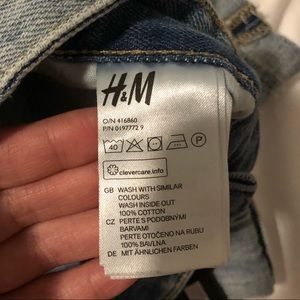 H&M
O/N 416860
P/N 0197772 9
40 P
clevercare.info
GB WASH WITH SIMILAR
COLOURS
WASH INSIDE OUT
100% COTTON
CZ PERTE S PODOBNÝMI
BARVAMI
PERTE OTOČENO NA RUBU
100% BAVLNA
DE MIT ÄHNLICHEN FARBEN